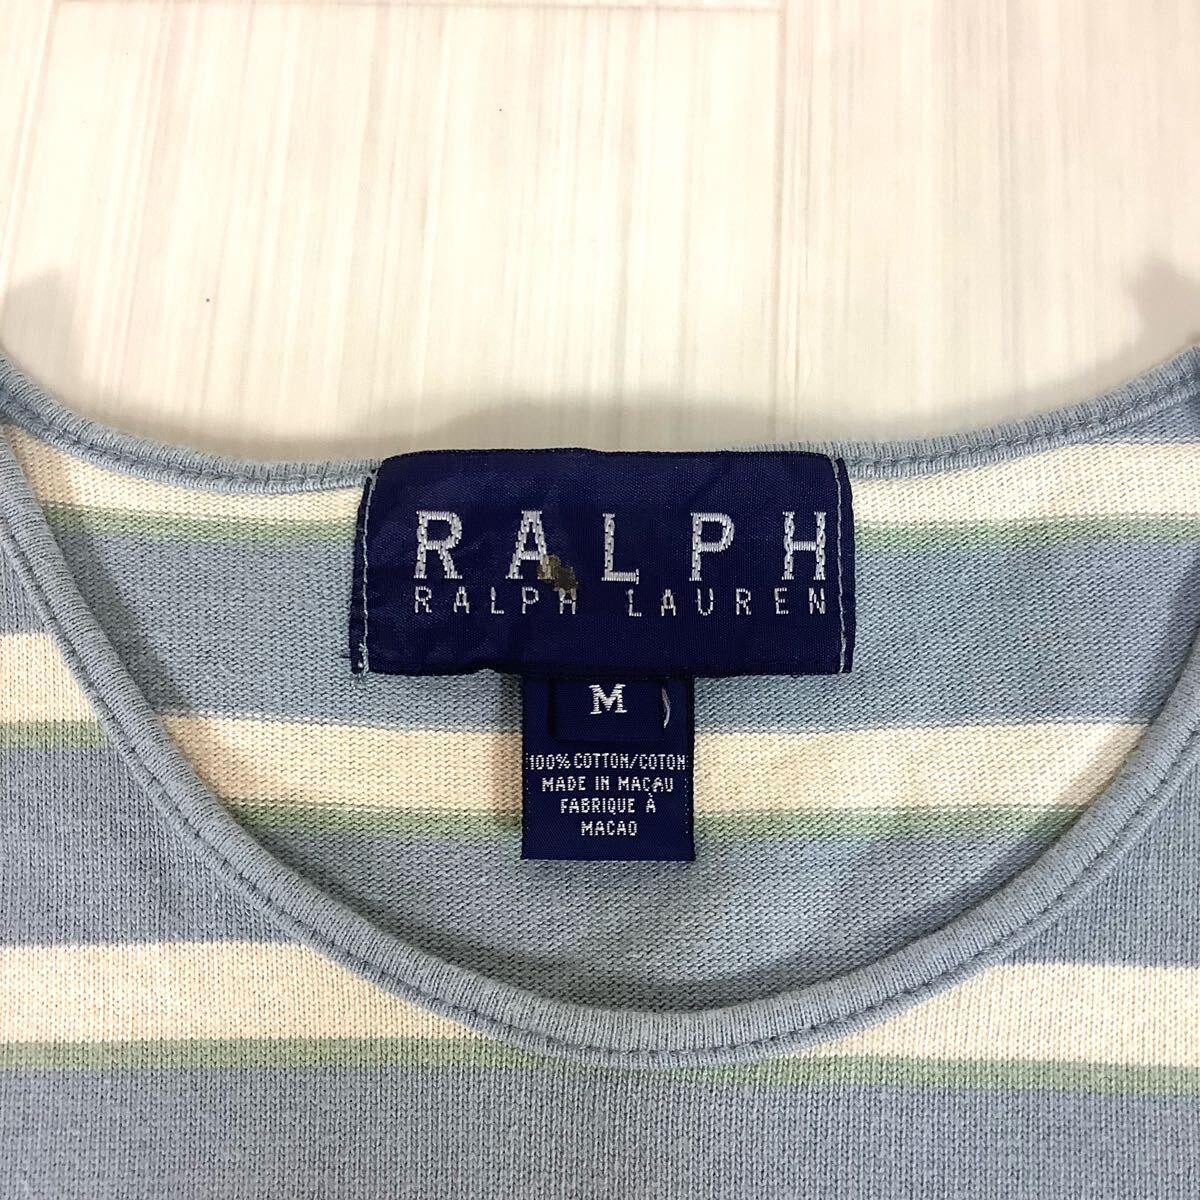 RALPH
RALPH LAUREN
M
100% COTTON/COTON
MADE IN MACAU
FABRIQUE À
MACAO